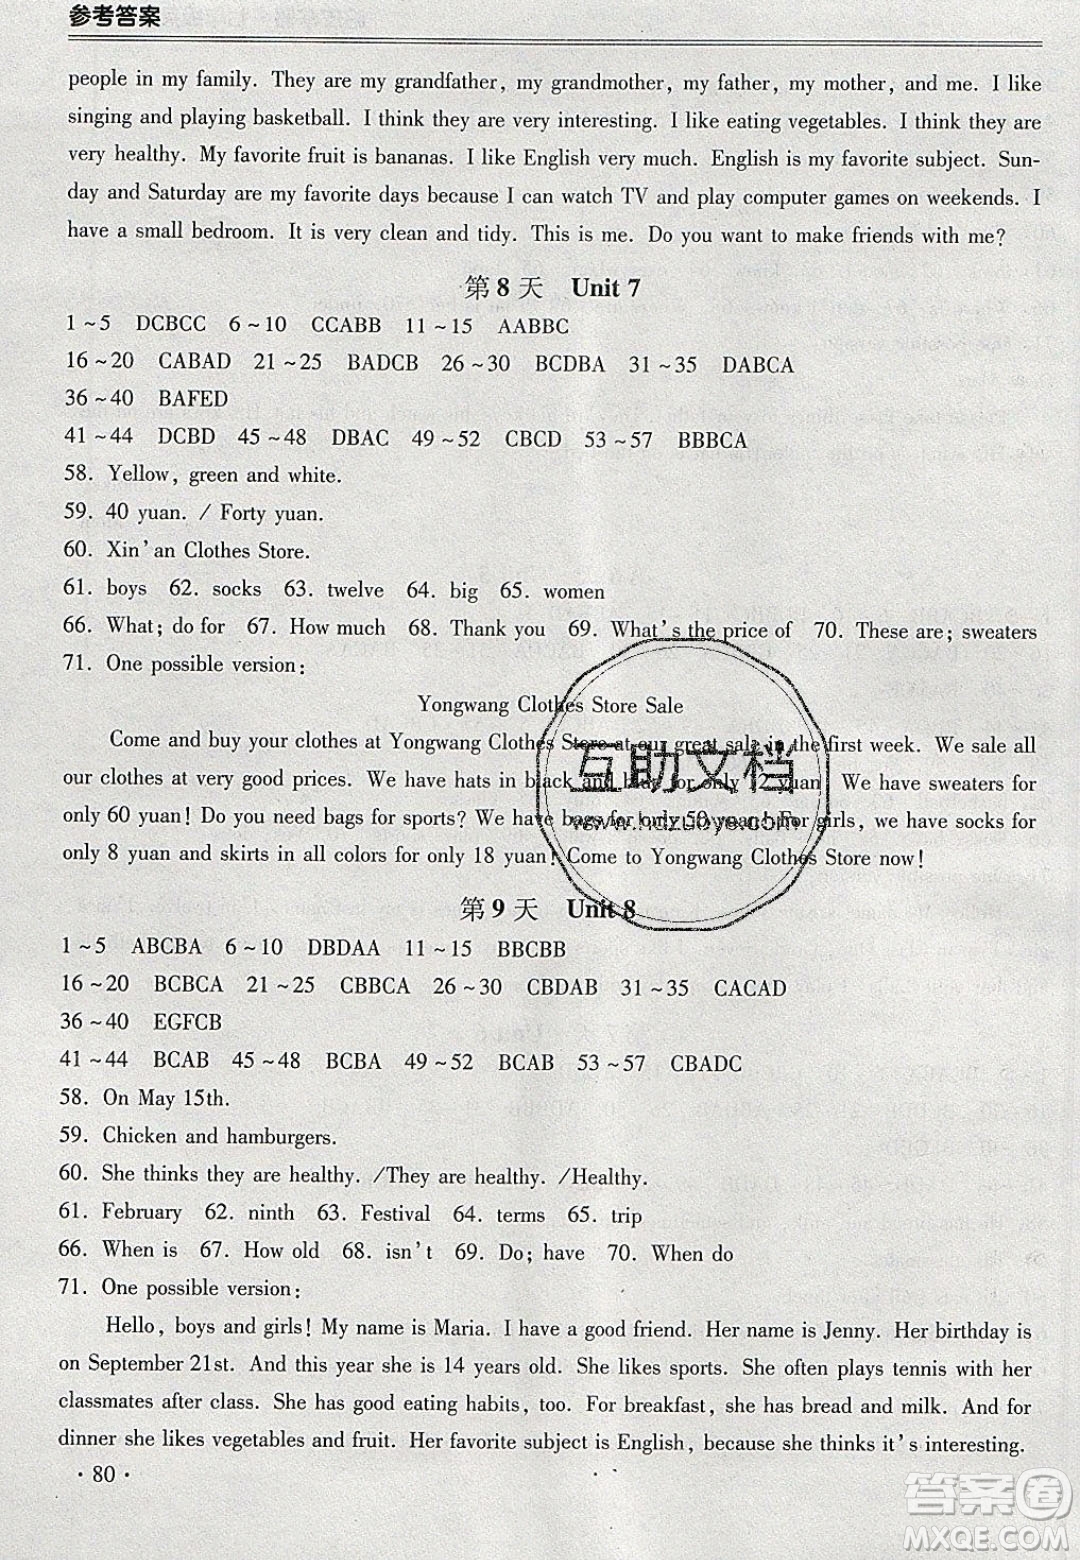 参考答案
people in my family. They are my grandfather, my grandmother, my father, my mother, and me. I like
singing and playing basketball. I think they are very interesting. I like eating vegetables. I think they are
very healthy. My favorite fruit is bananas. I like English very much. English is my favorite subject. Sun-
day and Saturday are my favorite days because I can watch TV and play computer games on weekends. I
have a small bedroom. It is very clean and tidy. This is me. Do you want to make friends with me?
第 8 天 Unit 7
1~5 DCBCC 6~10 CCABB 11~15 AABBC
16~20 CABAD 21~25 BADCB 26~30 BCDBA 31~35 DABCA
36~40 BAFED
41~44 DCBD 45~48 DBAC 49~52 CBCD 53~57 BBBCA
58. Yellow, green and white.
59. 40 yuan. / Forty yuan.
60. Xin'an Clothes Store.
61. boys 62. socks 63. twelve 64. big 65. women
66. What; do for 67. How much 68. Thank you 69. What's the price of 70. These are; sweaters
71. One possible version:
Yongwang Clothes Store Sale
Come and buy your clothes at Yongwang Clothes Store at our great sale in the first week. We sale all
our clothes at very good prices. We have hats in black and blue for only 12 yuan. We have sweaters for
only 60 yuan! Do you need bags for sports? We have bags for only 50 yuan! For girls, we have socks for
only 8 yuan and skirts in all colors for only 18 yuan! Come to Yongwang Clothes Store now!
互助文档
www.hdzuoye.com
第 9 天 Unit 8
1~5 ABCBA 6~10 DBDAA 11~15 BBCBB
16~20 BCBCA 21~25 CBBCA 26~30 CBDAB 31~35 CACAD
36~40 EGFCB
41~44 BCAB 45~48 BCBA 49~52 BCAB 53~57 CBADC
58. On May 15th.
59. Chicken and hamburgers.
60. She thinks they are healthy. /They are healthy. /Healthy.
61. February 62. ninth 63. Festival 64. terms 65. trip
66. When is 67. How old 68. isn't 69. Do; have 70. When do
71. One possible version:
Hello, boys and girls! My name is Maria. I have a good friend. Her name is Jenny. Her birthday is
on September 21st. And this year she is 14 years old. She likes sports. She often plays tennis with her
classmates after class. She has good eating habits, too. For breakfast, she has bread and milk. And for
dinner she likes vegetables and fruit. Her favorite subject is English, because she thinks it's interesting.
· 80 ·
答案圈
MXQE.COM